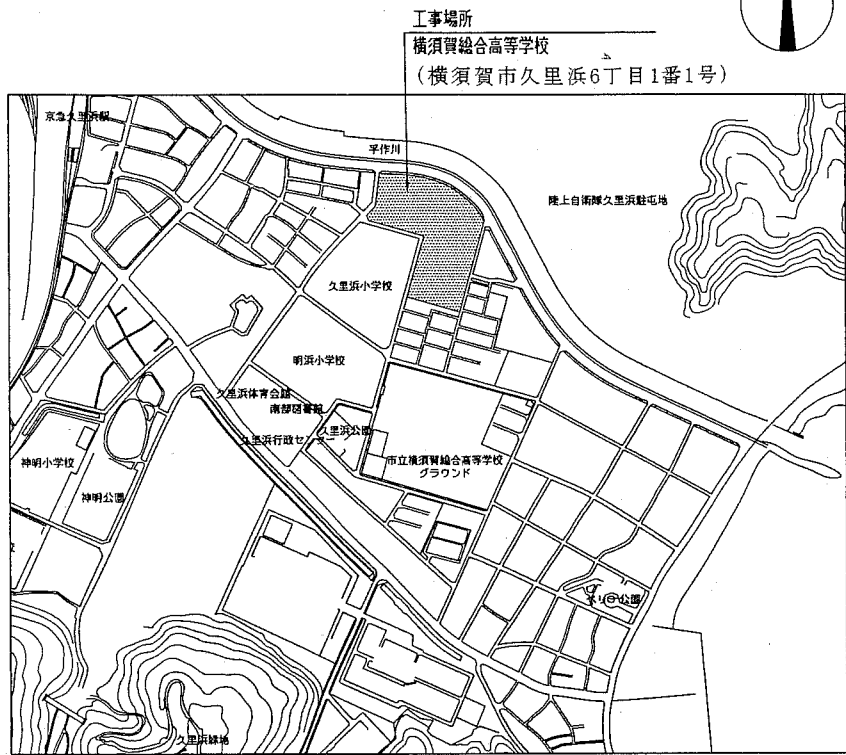 工事場所
横須賀総合高等学校
(横須賀市久里浜6丁目1番1号)
京急久里浜駅
平作川
陸上自衛隊久里浜駐屯地
久里浜小学校
明浜小学校
久里浜体育会館
南部図書館
久里浜公園
久里浜行政センター
市立横須賀総合高等学校
グラウンド
神明小学校
神明公園
久里浜緑地